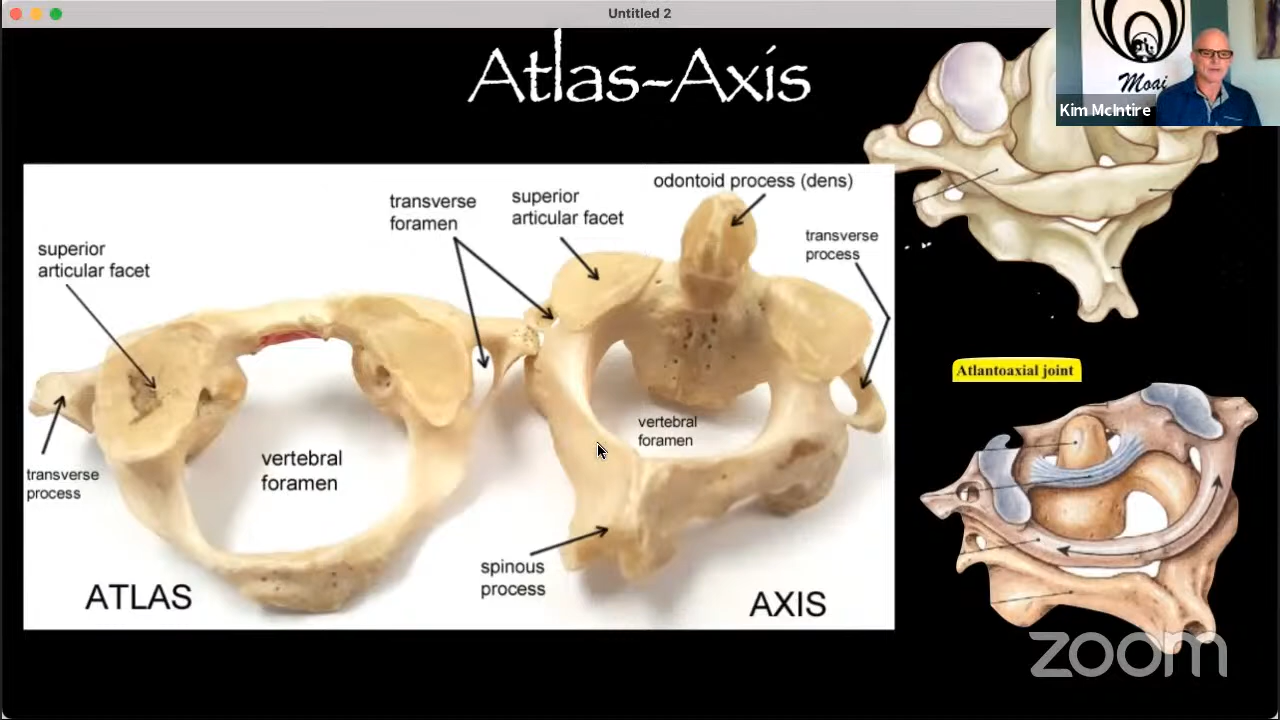 Untitled 2
Atlas-Axis
Moai
Kim McIntire
odontoid process (dens)
transverse
foramen
superior
articular facet
transverse
process
superior
articular facet
vertebral
foramen
vertebral
foramen
transverse
process
spinous
process
ATLAS
AXIS
Atlantoaxial joint
zoom